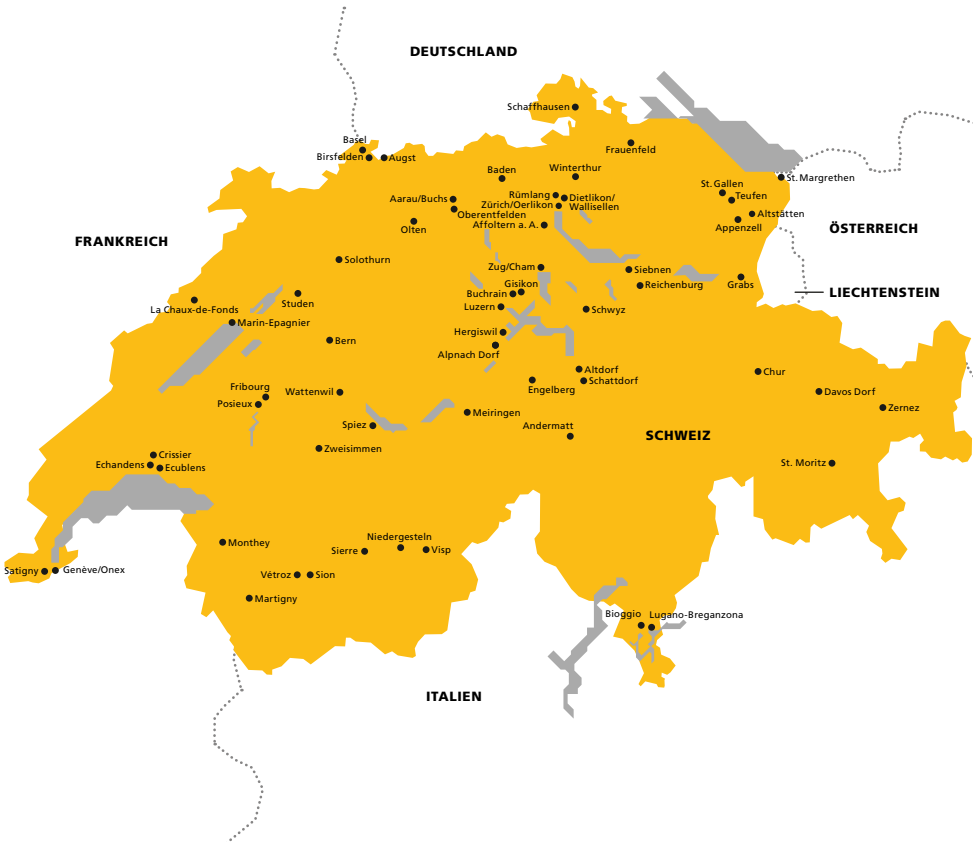 DEUTSCHLAND
Schaffhausen
Basel
Birsfelden
Augst
Frauenfeld
Baden
Winterthur
St. Margrethen
St. Gallen
Teufen
Rümlang
Dietlikon/
Wallisellen
Zürich/Oerlikon
Aarau/Buchs
Oberentfelden
Altstätten
Olten
Affoltern a. A.
Appenzell
ÖSTERREICH
FRANKREICH
Solothurn
Zug/Cham
Siebnen
Gisikon
Reichenburg
Grabs
Buchrain
LIECHTENSTEIN
Studen
La Chaux-de-Fonds
Luzern
Schwyz
Marin-Epagnier
Hergiswil
Bern
Alpnach Dorf
Altdorf
Chur
Schattdorf
Engelberg
Fribourg
Wattenwil
Davos Dorf
Posieux
Zernez
Meiringen
Spiez
Andermatt
SCHWEIZ
Zweisimmen
Crissier
Echandens
Ecublens
St. Moritz
Niedergesteln
Monthey
Sierre
Visp
Satigny
Genève/Onex
Vétroz
Sion
Martigny
Bioggio
Lugano-Breganzona
ITALIEN